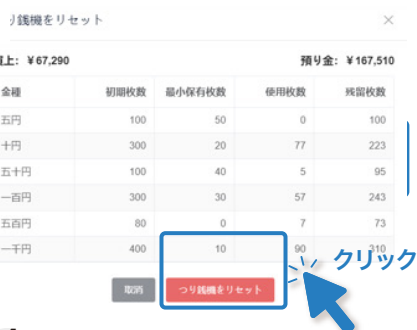 り銭機をリセット ×
上: ¥67,290 預り金: ¥167,510
金種 初期枚数 最小保有枚数 使用枚数 残留枚数
五円 100 50 0 100
十円 300 20 77 223
五十円 100 40 5 95
一百円 300 30 57 243
五百円 80 0 7 73
一千円 400 10 90 310
取消 つり銭機をリセット
クリック